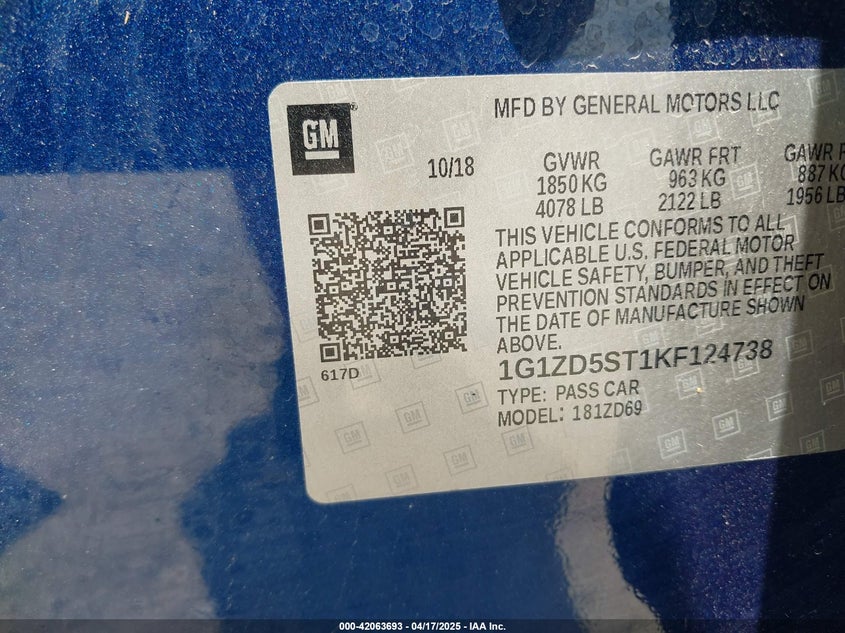 GM
®
MFD BY GENERAL MOTORS LLC
10/18
GVWR
1850 KG
4078 LB
GAWR FRT
963 KG
2122 LB
GAWR
887
1956 LB
THIS VEHICLE CONFORMS TO ALL
APPLICABLE U.S. FEDERAL MOTOR
VEHICLE SAFETY, BUMPER, AND THEFT
PREVENTION STANDARDS IN EFFECT ON
THE DATE OF MANUFACTURE SHOWN
ABOVE.
617D
1G1ZD5ST1KF124738
TYPE: PASS CAR
MODEL: 181ZD69
000-42063693 - 04/17/2025 - IAA Inc.